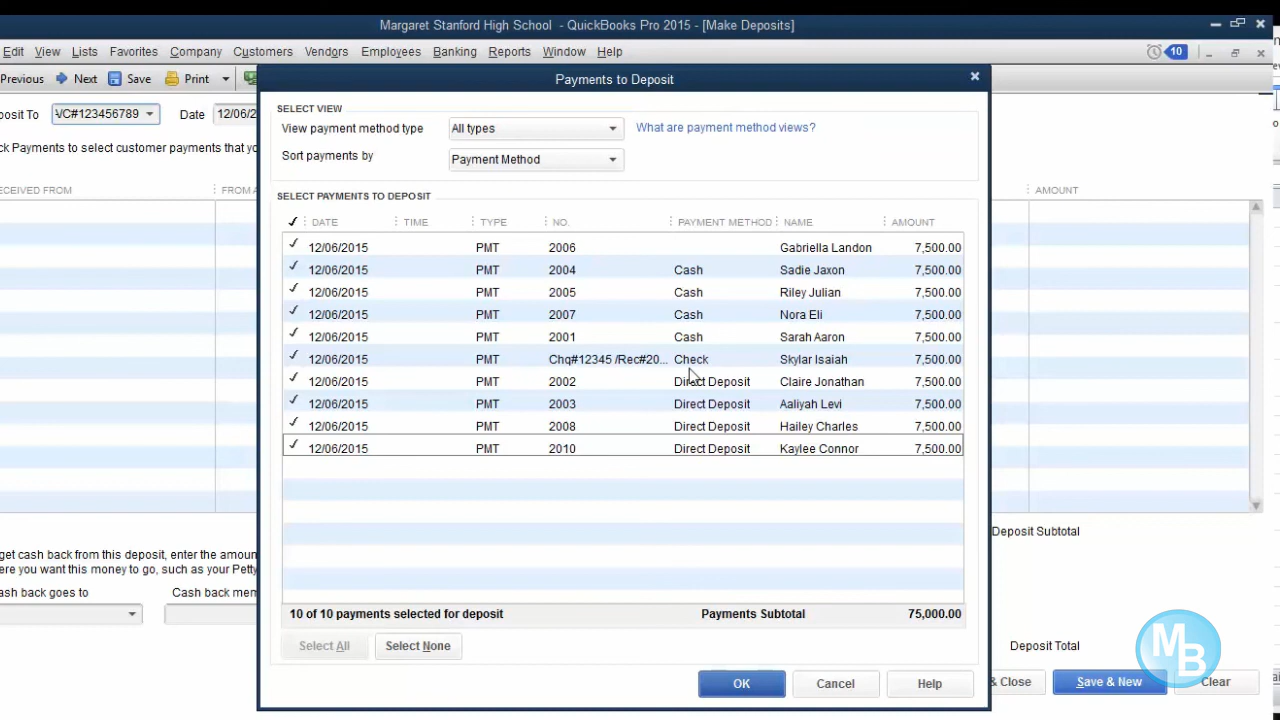 Margaret Stanford High School - QuickBooks Pro 2015 - [Make Deposits]
Edit View Lists Favorites Company Customers Vendors Employees Banking Reports Window Help 10
Previous Next Save Print
Payments to Deposit
posit To VC#123456789 Date 12/06/2
ck Payments to select customer payments that yo
CEIVED FROM FROM A AMOUNT
SELECT VIEW
View payment method type All types What are payment method views?
Sort payments by Payment Method
SELECT PAYMENTS TO DEPOSIT
✓ DATE TIME TYPE NO. PAYMENT METHOD NAME AMOUNT
✓ 12/06/2015 PMT 2006 Gabriella Landon 7,500.00
✓ 12/06/2015 PMT 2004 Cash Sadie Jaxon 7,500.00
✓ 12/06/2015 PMT 2005 Cash Riley Julian 7,500.00
✓ 12/06/2015 PMT 2007 Cash Nora Eli 7,500.00
✓ 12/06/2015 PMT 2001 Cash Sarah Aaron 7,500.00
✓ 12/06/2015 PMT Chq#12345 /Rec#20... Check Skylar Isaiah 7,500.00
✓ 12/06/2015 PMT 2002 Direct Deposit Claire Jonathan 7,500.00
✓ 12/06/2015 PMT 2003 Direct Deposit Aaliyah Levi 7,500.00
✓ 12/06/2015 PMT 2008 Direct Deposit Hailey Charles 7,500.00
✓ 12/06/2015 PMT 2010 Direct Deposit Kaylee Connor 7,500.00
10 of 10 payments selected for deposit Payments Subtotal 75,000.00
Select All Select None
OK Cancel Help
Deposit Subtotal
get cash back from this deposit, enter the amoun
ere you want this money to go, such as your Petty
ash back goes to Cash back mem
Deposit Total
& Close Save & New Clear
MB